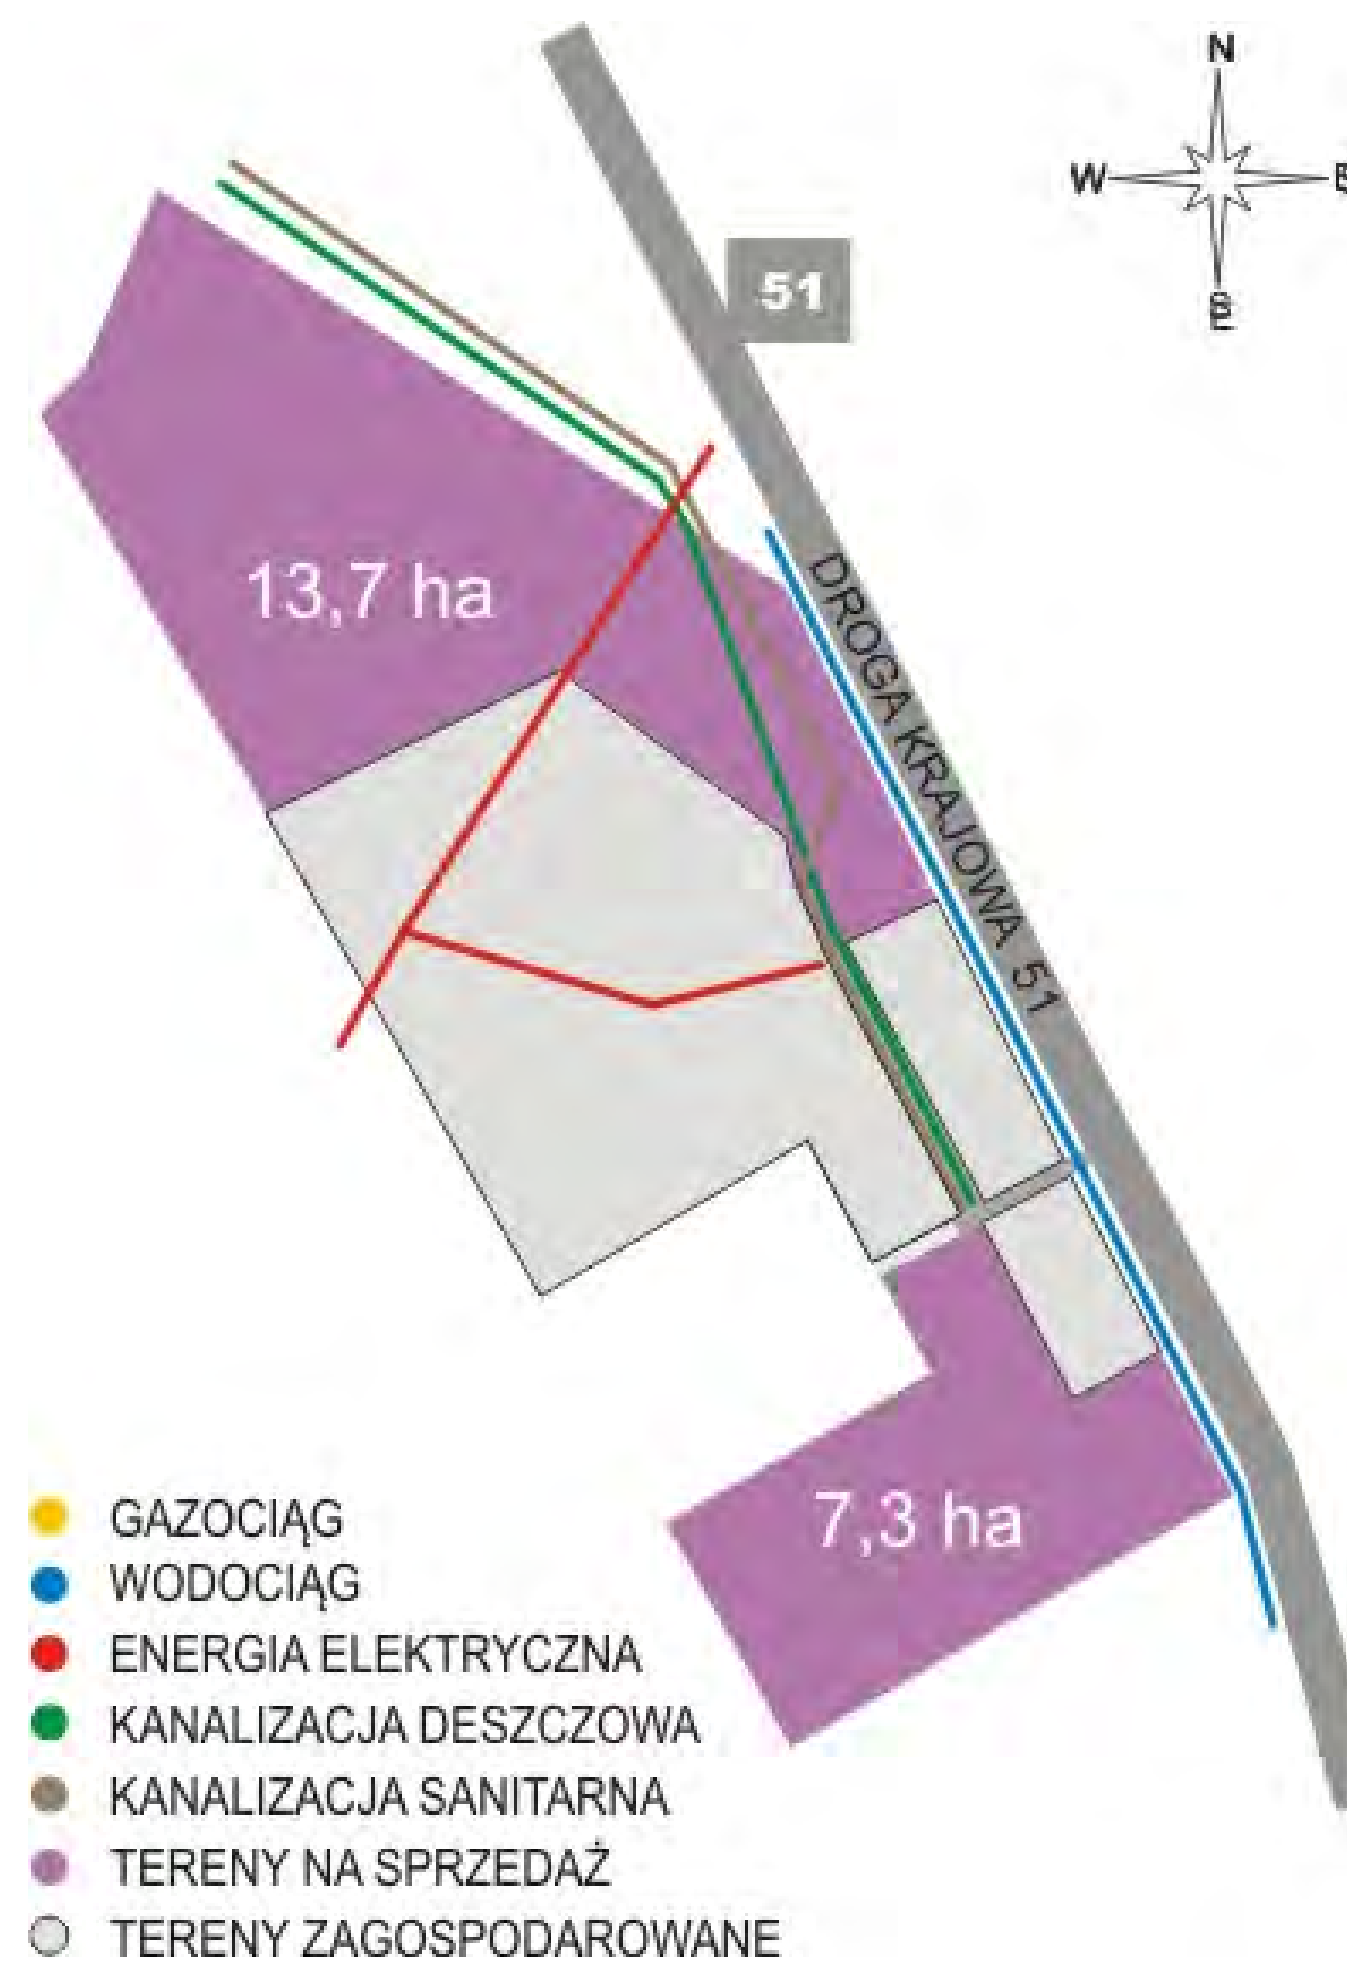 N
W
E
S
51
13,7 ha
DROGA KRAJOWA 51
7,3 ha
GAZOCIĄG
WODOCIĄG
ENERGIA ELEKTRYCZNA
KANALIZACJA DESZCZOWA
KANALIZACJA SANITARNA
TERENY NA SPRZEDAŻ
TERENY ZAGOSPODAROWANE